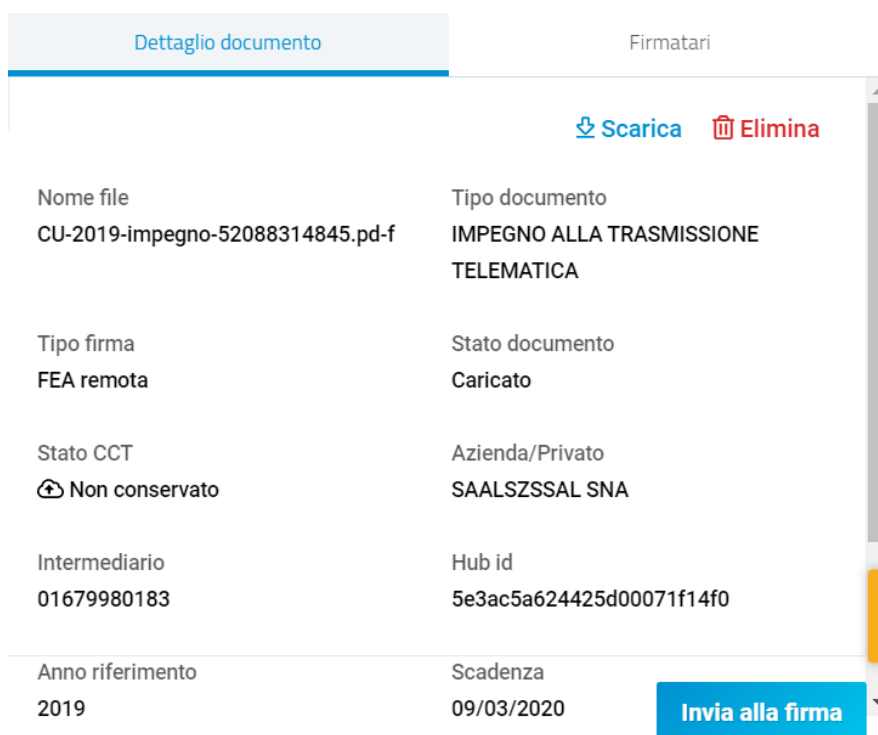 Dettaglio documento
Firmatari
Scarica
Elimina
Nome file
Tipo documento
CU-2019-impegno-52088314845.pd-f
IMPEGNO ALLA TRASMISSIONE
TELEMATICA
Tipo firma
Stato documento
FEA remota
Caricato
Stato CCT
Azienda/Privato
Non conservato
SAALSZSSAL SNA
Intermediario
Hub id
01679980183
5e3ac5a624425d00071f14f0
Anno riferimento
Scadenza
2019
09/03/2020
Invia alla firma